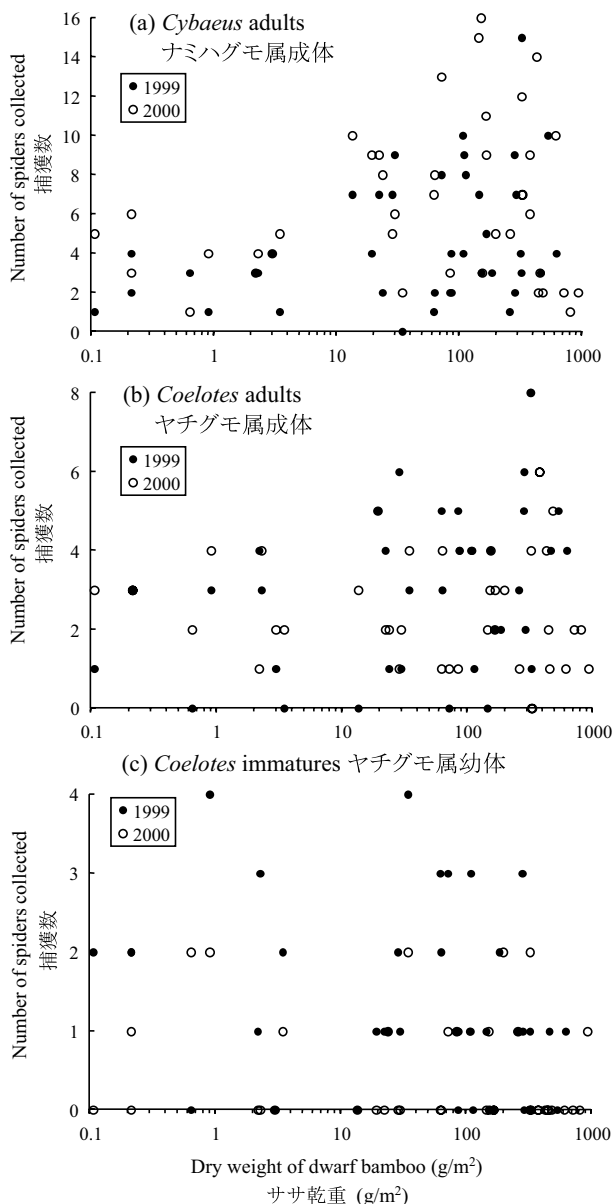 (a) Cybaeus adults
ナミハグモ属成体
1999
2000
Number of spiders collected
捕獲数
16
14
12
10
8
6
4
2
0
0.1 1 10 100 1000
(b) Coelotes adults
ヤチグモ属成体
1999
2000
Number of spiders collected
捕獲数
8
6
4
2
0
0.1 1 10 100 1000
(c) Coelotes immatures ヤチグモ属幼体
1999
2000
Number of spiders collected
捕獲数
4
3
2
1
0
0.1 1 10 100 1000
Dry weight of dwarf bamboo (g/m²)
ササ乾重 (g/m²)